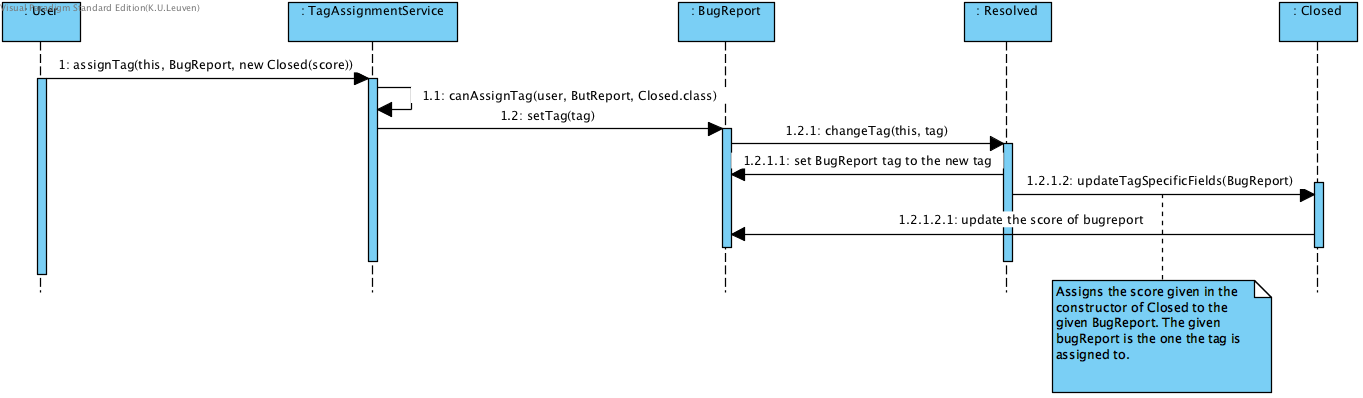 Visual Paradigm Standard Edition(K.U.Leuven)
: User
: TagAssignmentService
: BugReport
: Resolved
: Closed
1: assignTag(this, BugReport, new Closed(score))
1.1: canAssignTag(user, ButReport, Closed.class)
1.2: setTag(tag)
1.2.1: changeTag(this, tag)
1.2.1.1: set BugReport tag to the new tag
1.2.1.2: updateTagSpecificFields(BugReport)
1.2.1.2.1: update the score of bugreport
Assigns the score given in the
constructor of Closed to the
given BugReport. The given
bugReport is the one the tag is
assigned to.